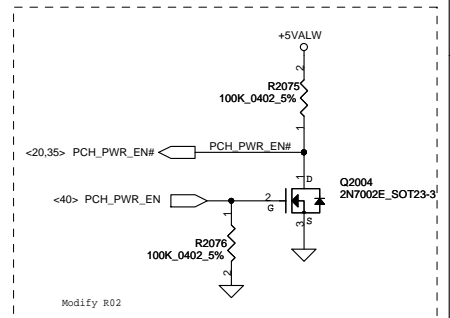 +5VALW
2
R2075
100K_0402_5%
1
<20,35> PCH_PWR_EN# PCH_PWR_EN#
1
D
Q2004
2N7002E_SOT23-3
<40> PCH_PWR_EN
2
G
S
3
1
R2076
100K_0402_5%
2
Modify R02